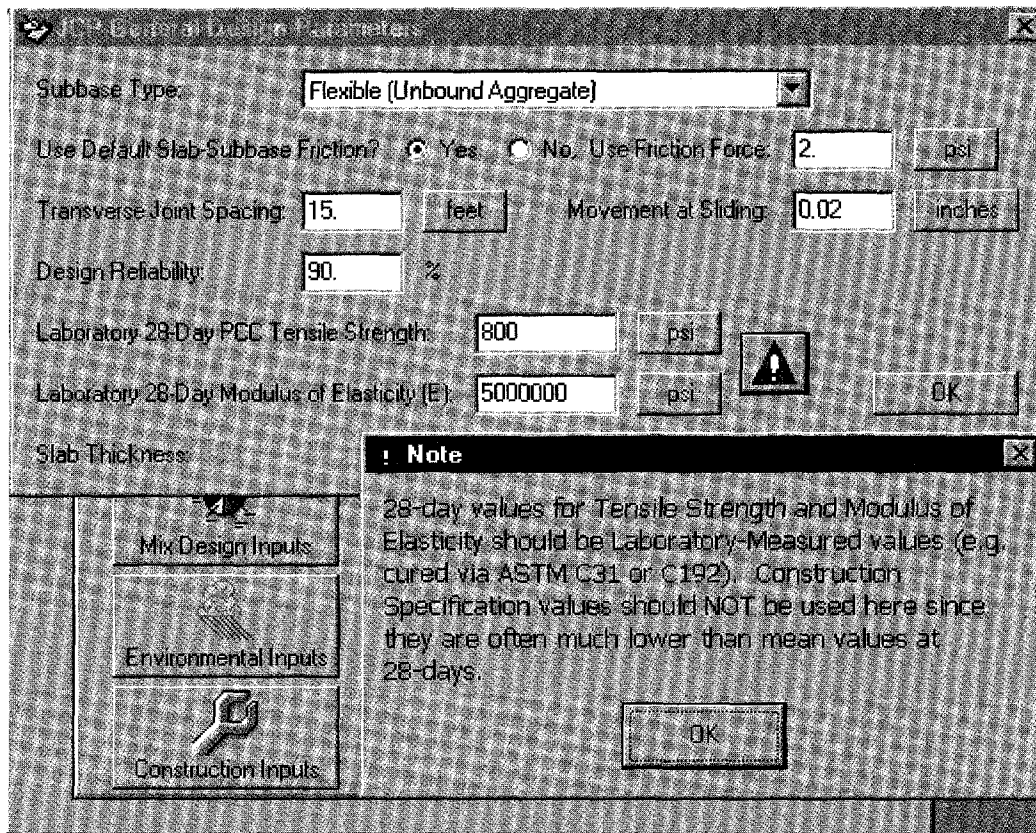 JCP General Design Parameters
Subbase Type: Flexible (Unbound Aggregate)
Use Default Slab-Subbase Friction? Yes No, Use Friction Force: 2. psi
Transverse Joint Spacing: 15. feet Movement at Sliding: 0.02 inches
Design Reliability: 90. %
Laboratory 28-Day PCC Tensile Strength: 800 psi
Laboratory 28-Day Modulus of Elasticity (E): 5000000 psi OK
Slab Thickness:
! Note
28-day values for Tensile Strength and Modulus of
Elasticity should be Laboratory-Measured values (e.g.
cured via ASTM C31 or C192). Construction
Specification values should NOT be used here since
they are often much lower than mean values at
28-days.
OK
Mix Design Inputs
Environmental Inputs
Construction Inputs